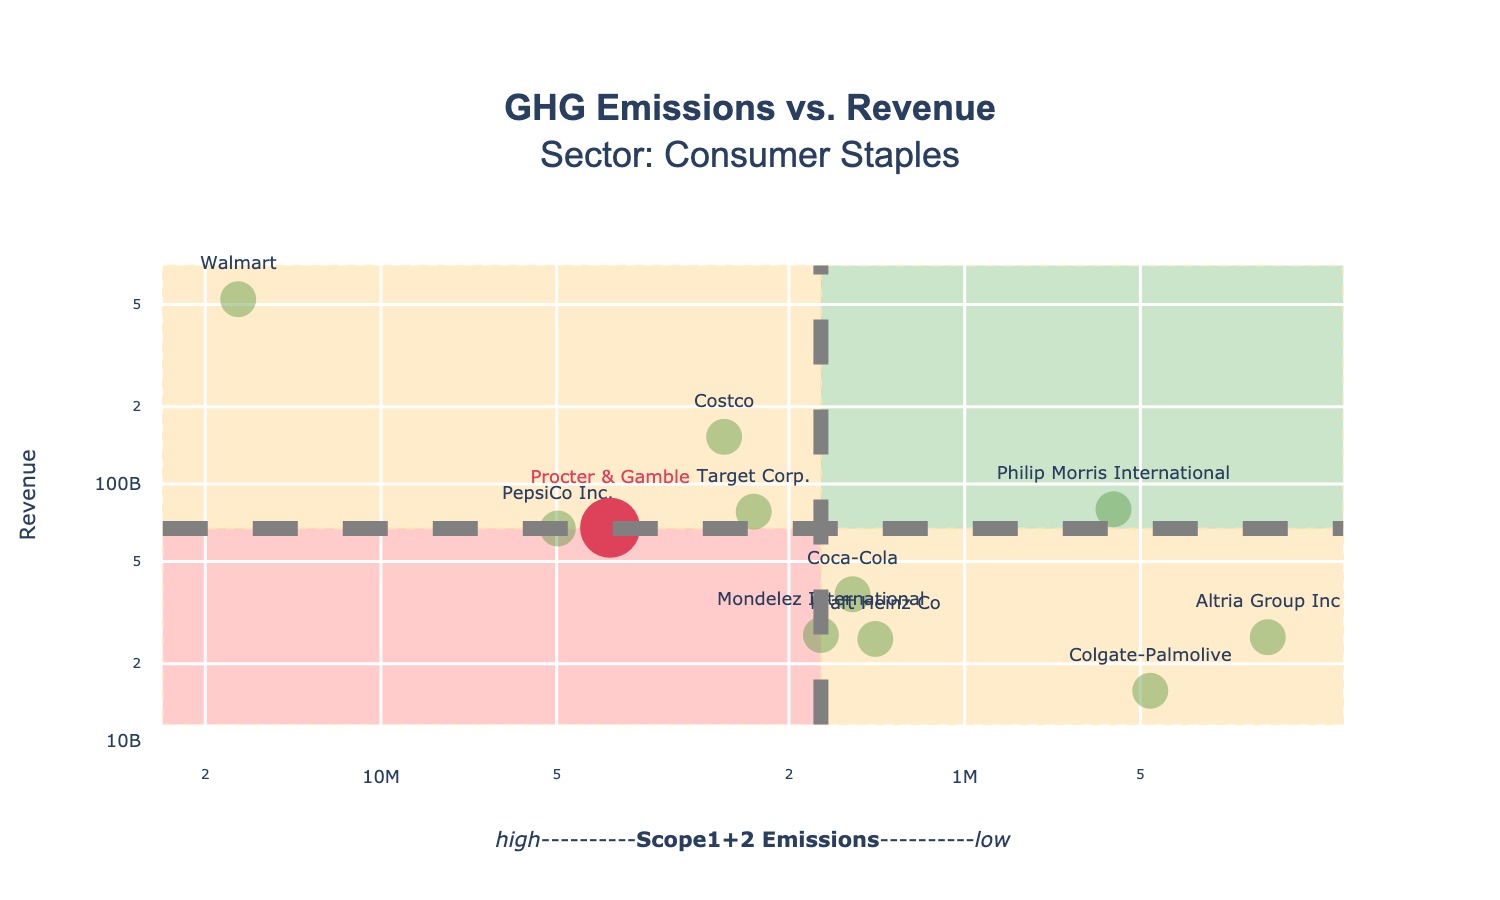 GHG Emissions vs. Revenue
Sector: Consumer Staples
Walmart
5
Costco
2
Procter & Gamble
Target Corp.
Philip Morris International
PepsiCo Inc.
100B
Revenue
Coca-Cola
5
Mondelez International
Heinz Co
Altria Group Inc
Colgate-Palmolive
2
10B
2 10M 5 2 1M 5
high----------Scope1+2 Emissions----------low